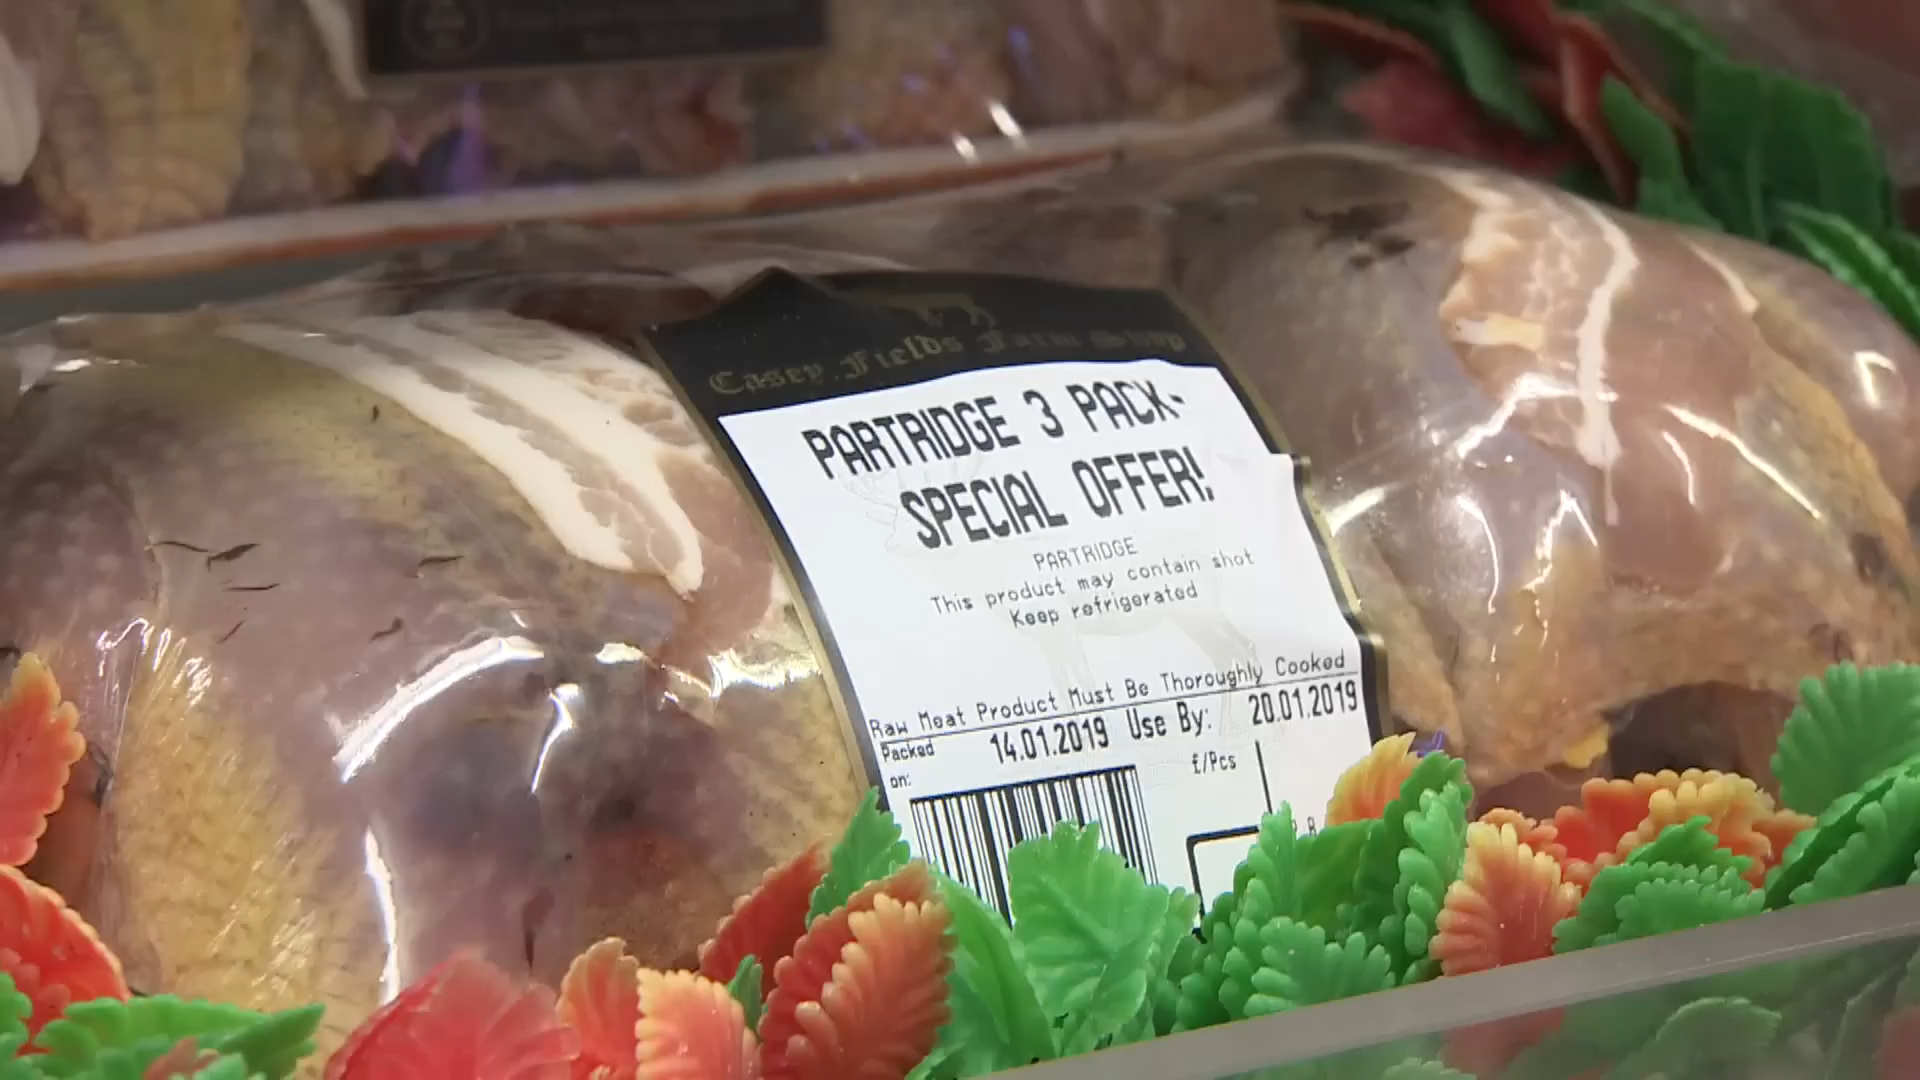 Casey Fields Farm Shop
PARTRIDGE 3 PACK-
SPECIAL OFFER!
PARTRIDGE
This product may contain shot
Keep refrigerated
Raw Meat Product Must Be Thoroughly Cooked
Packed on: 14.01.2019 Use By: 20.01.2019
£/Pcs